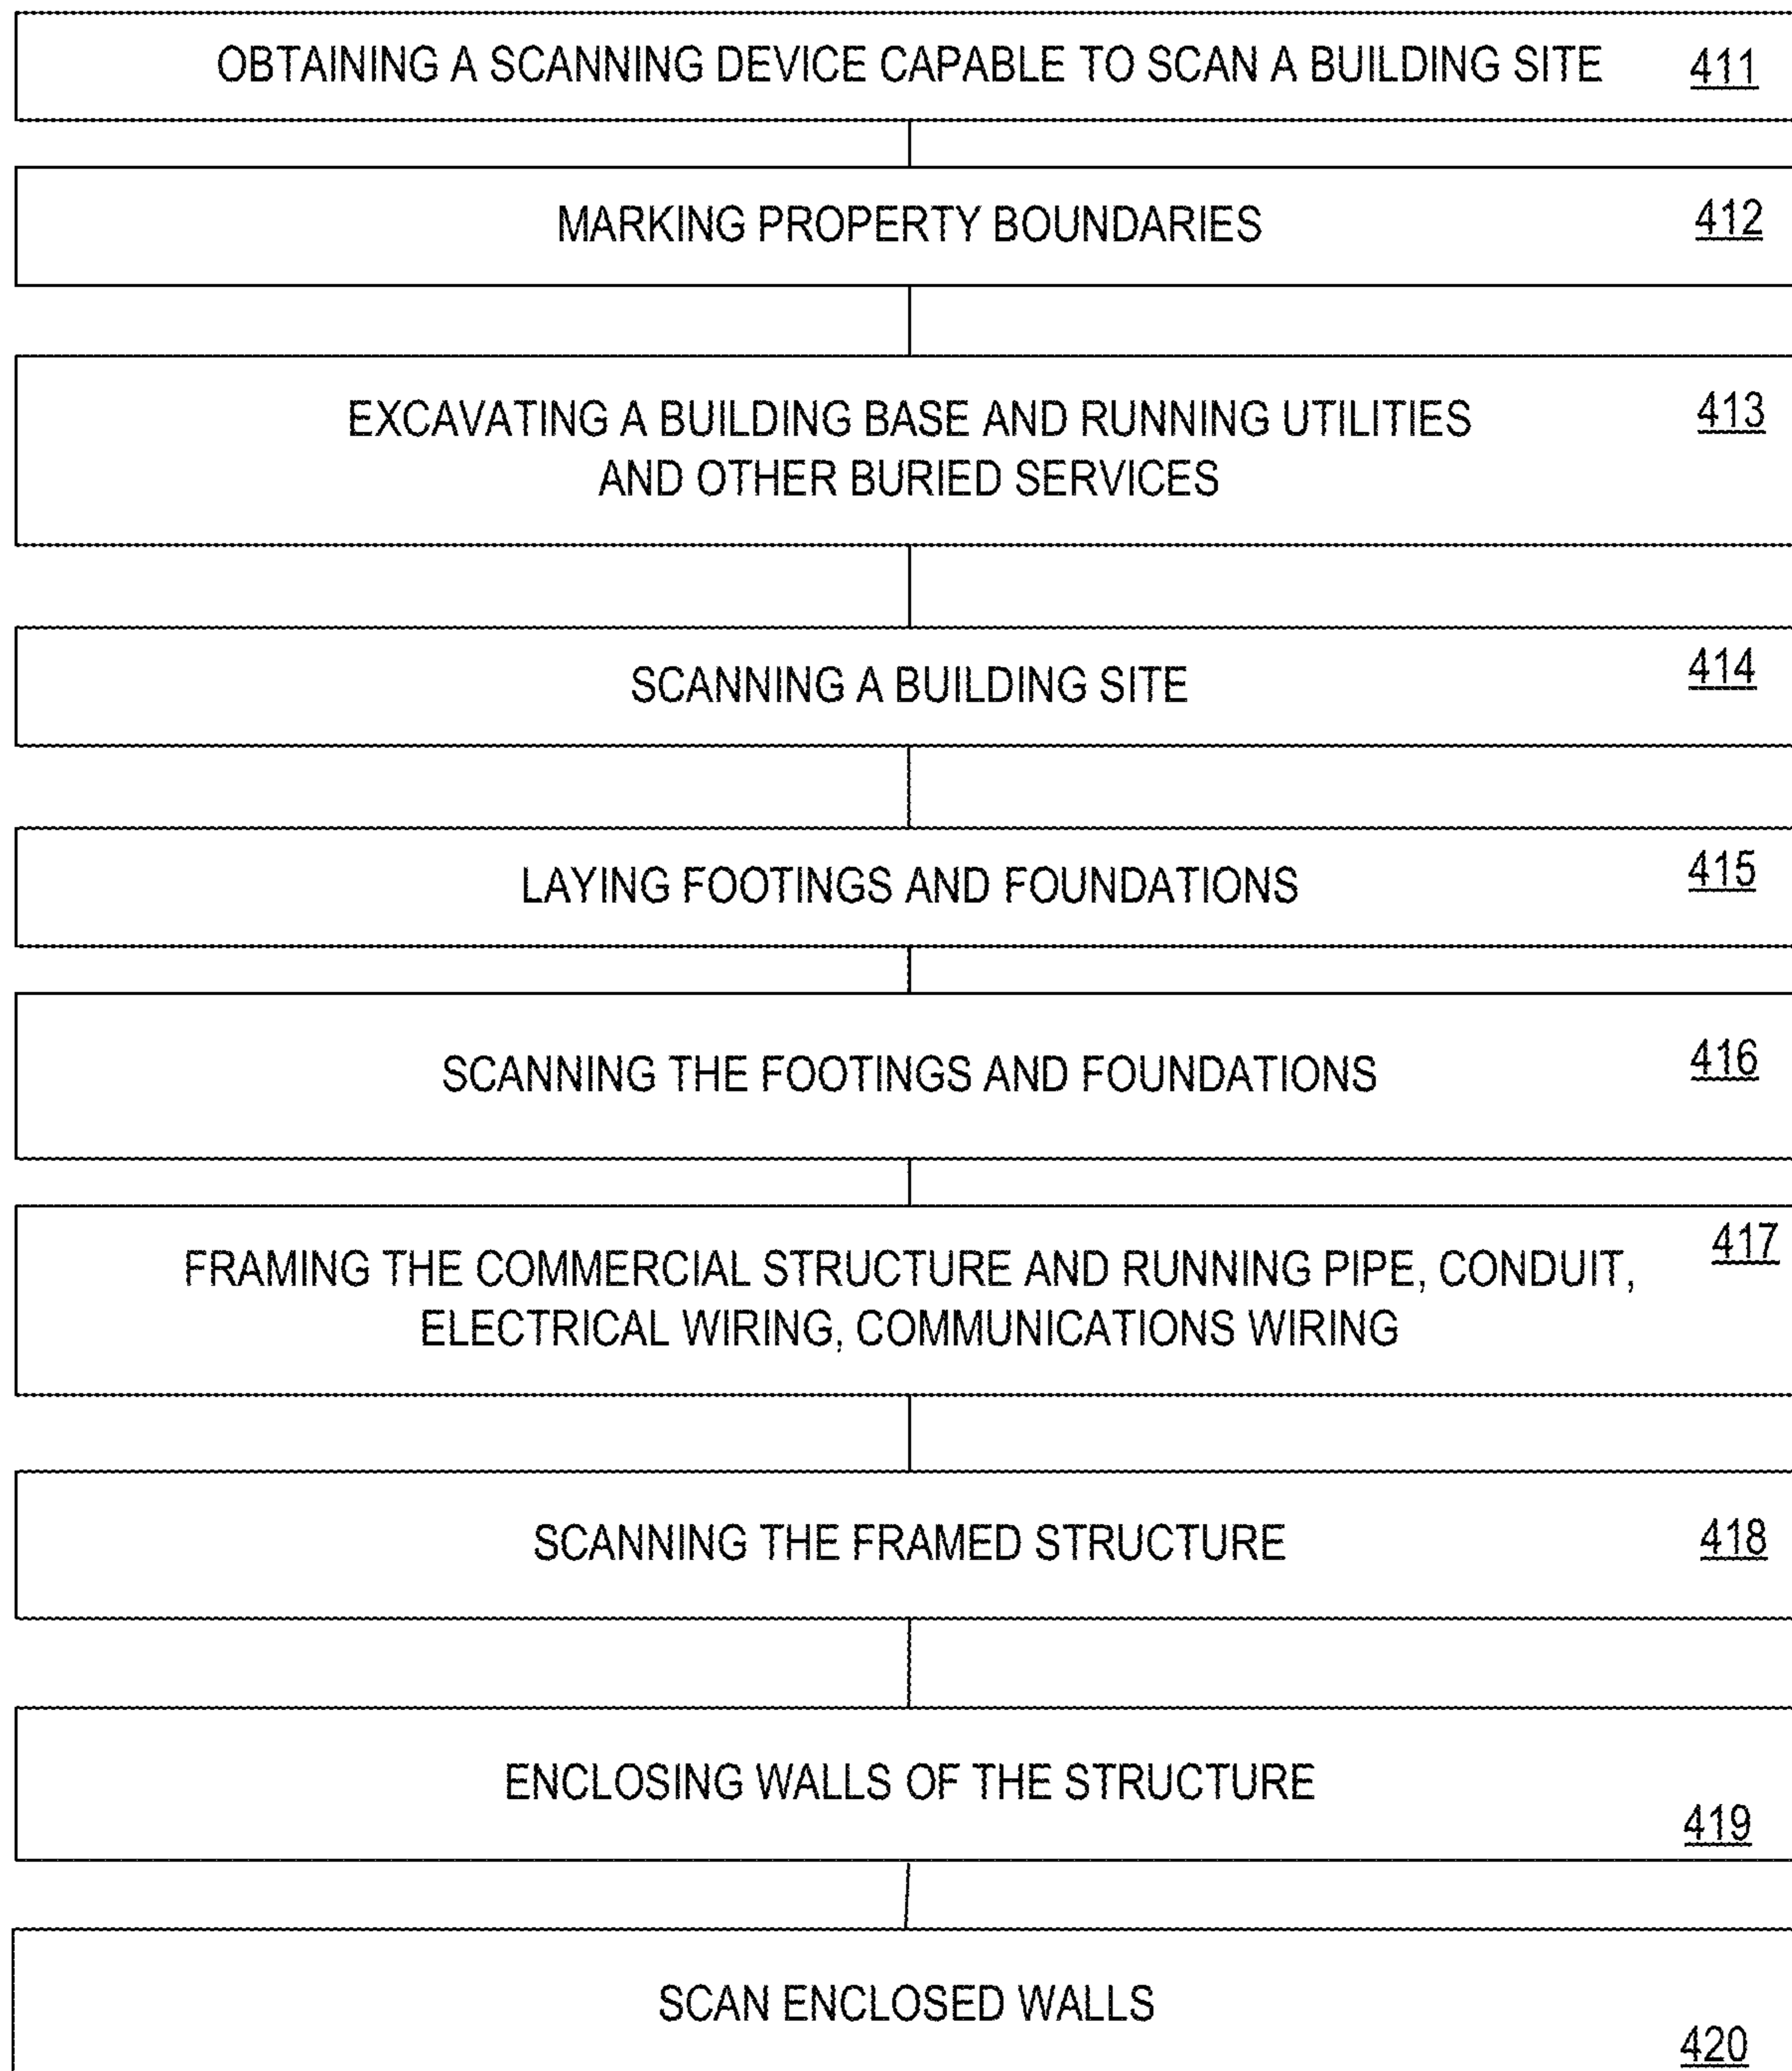 OBTAINING A SCANNING DEVICE CAPABLE TO SCAN A BUILDING SITE 411
MARKING PROPERTY BOUNDARIES 412
EXCAVATING A BUILDING BASE AND RUNNING UTILITIES 413
AND OTHER BURIED SERVICES
SCANNING A BUILDING SITE 414
LAYING FOOTINGS AND FOUNDATIONS 415
SCANNING THE FOOTINGS AND FOUNDATIONS 416
FRAMING THE COMMERCIAL STRUCTURE AND RUNNING PIPE, CONDUIT, 417
ELECTRICAL WIRING, COMMUNICATIONS WIRING
SCANNING THE FRAMED STRUCTURE 418
ENCLOSING WALLS OF THE STRUCTURE
419
SCAN ENCLOSED WALLS
420